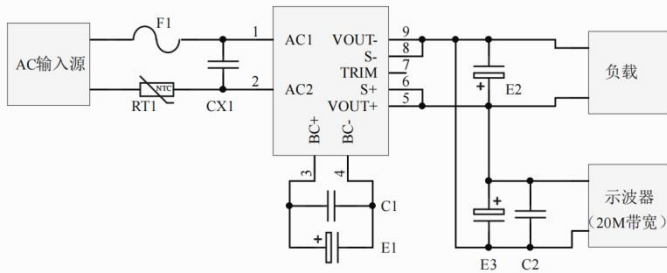 F1
AC输入源
NTC
RT1
CX1
1
2
AC1
AC2
VOUT-
S-
TRIM
S+
VOUT+
BC+
BC-
9
8
7
6
5
3
4
C1
+
E1
+
E2
负载
+
E3
C2
示波器
(20M带宽)